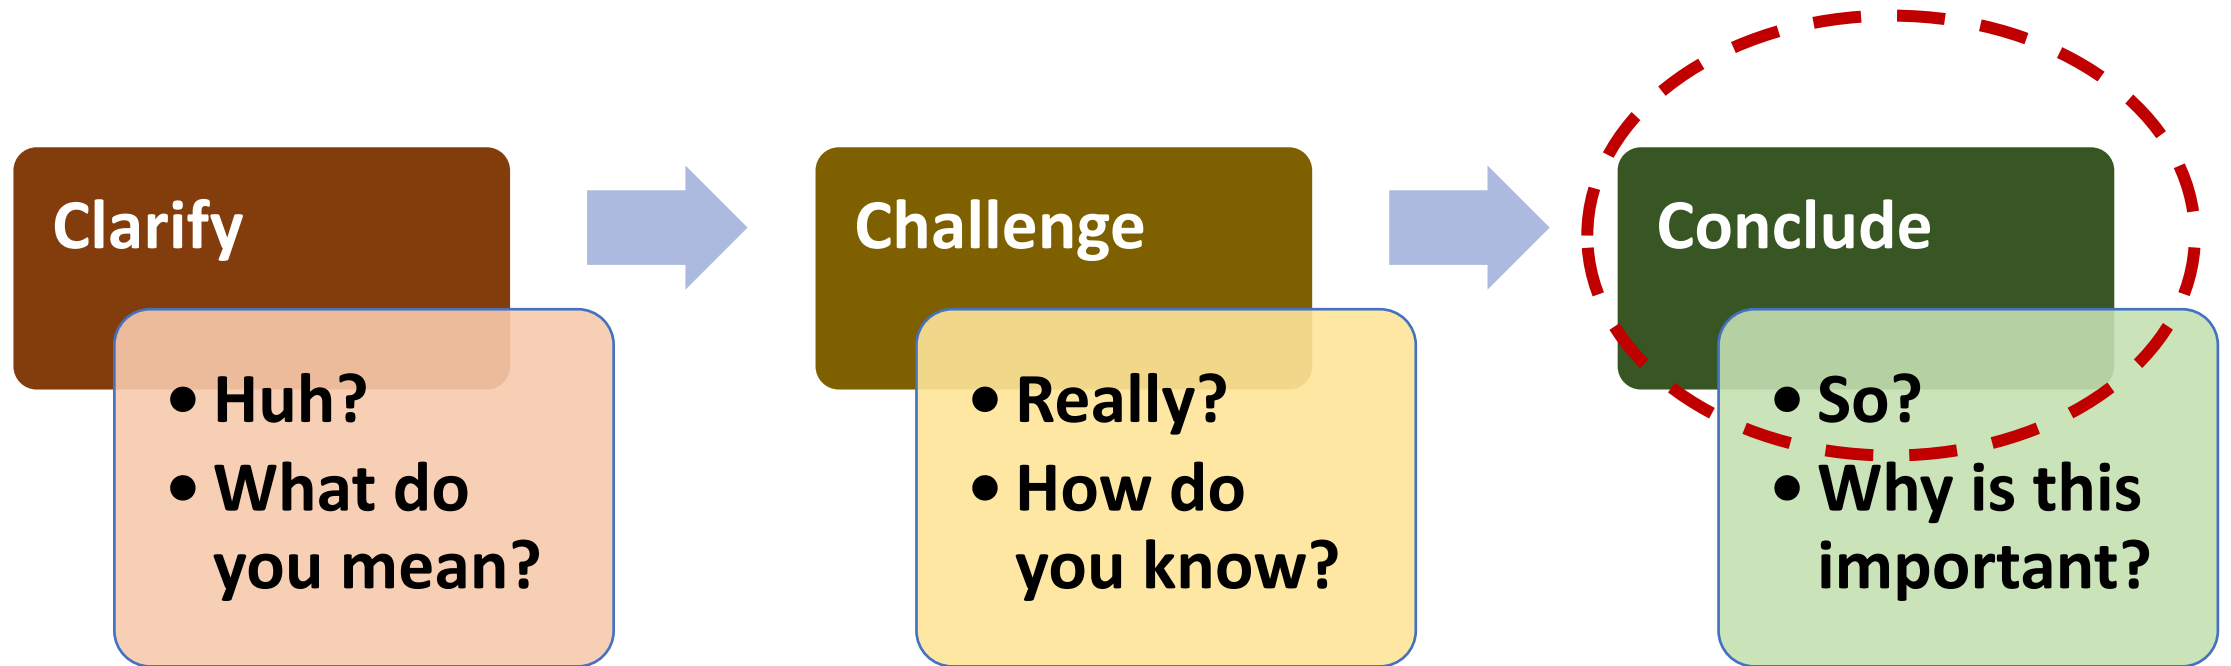 Clarify
• Huh?
• What do
you mean?
Challenge
• Really?
• How do
you know?
Conclude
• So?
• Why is this
important?